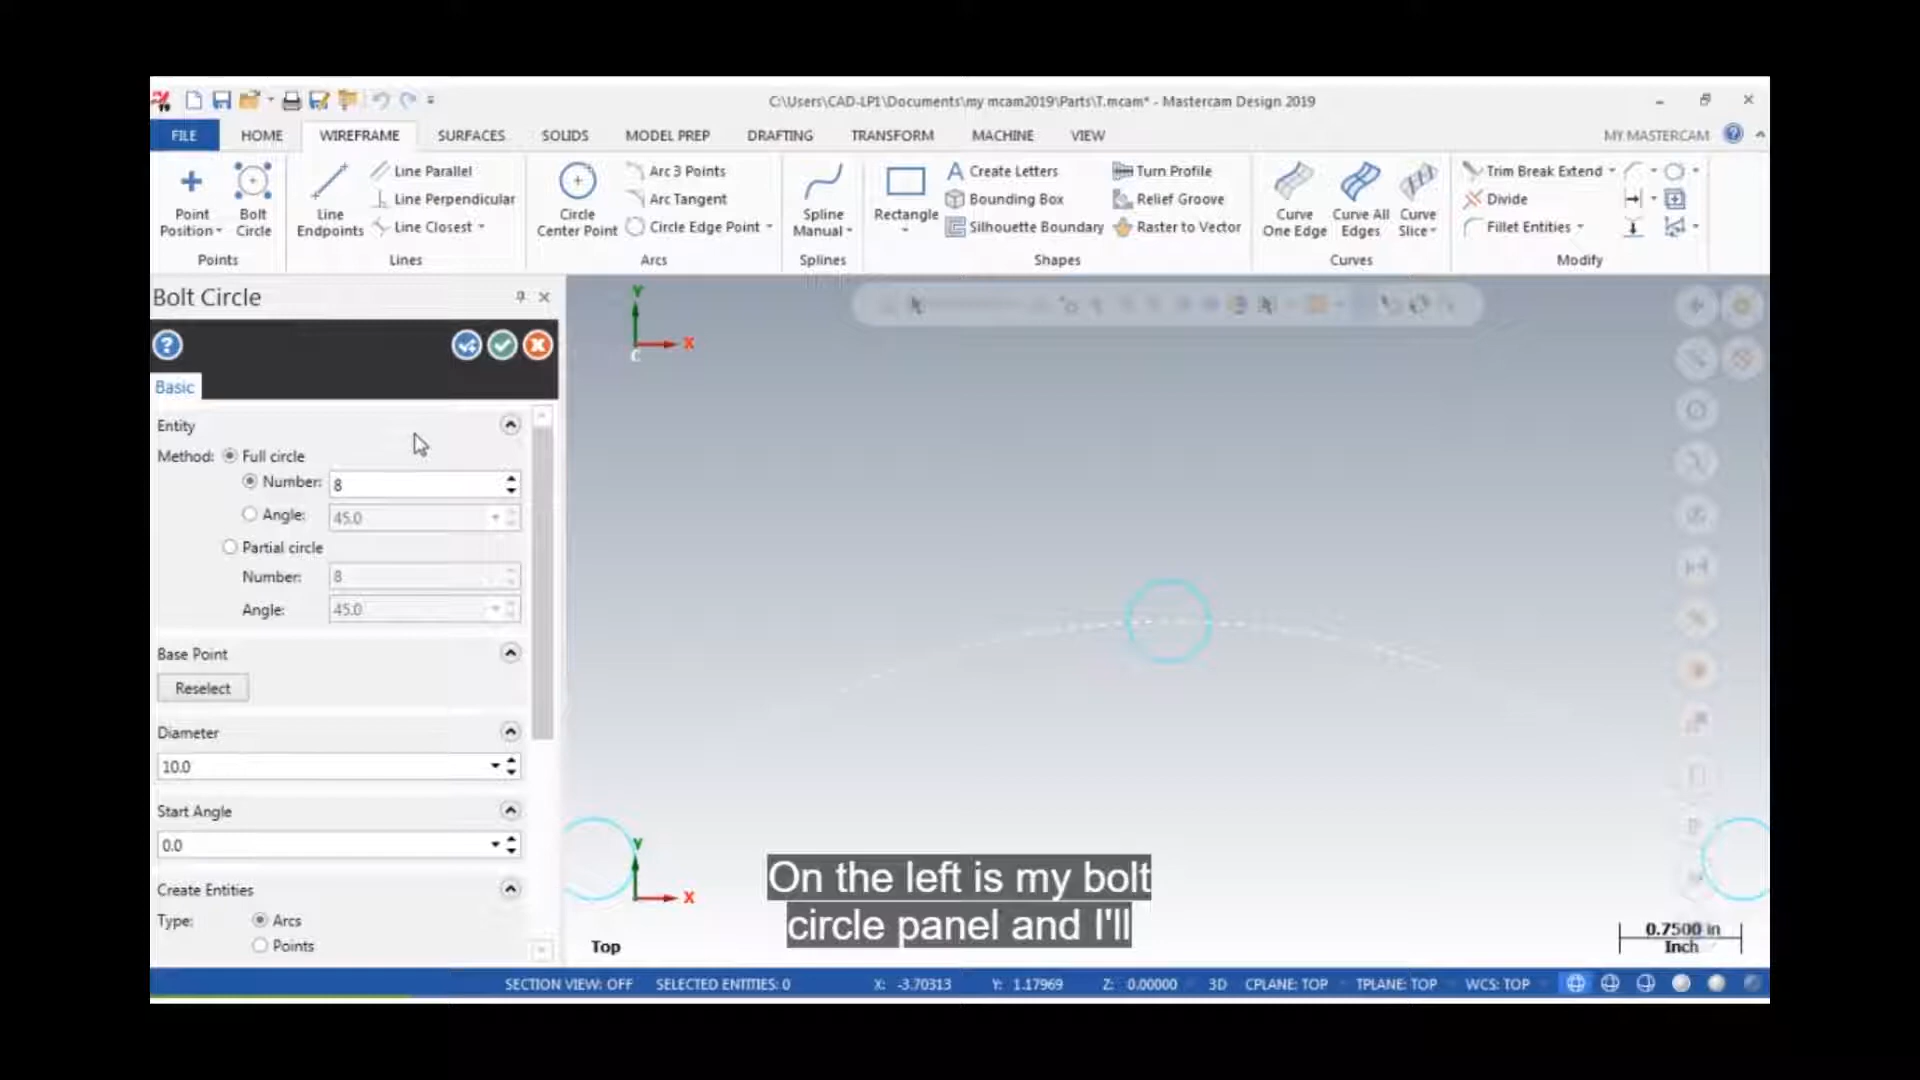 C:\Users\CAD-LP1\Documents\my mcam2019\Parts\T.mcam* - Mastercam Design 2019
FILE HOME WIREFRAME SURFACES SOLIDS MODEL PREP DRAFTING TRANSFORM MACHINE VIEW MY MASTERCAM
Point Position
Bolt Circle
Points
Line Endpoints
Line Parallel
Line Perpendicular
Line Closest
Lines
Circle Center Point
Arc 3 Points
Arc Tangent
Circle Edge Point
Arcs
Spline Manual
Splines
Rectangle
Create Letters
Bounding Box
Silhouette Boundary
Turn Profile
Relief Groove
Raster to Vector
Shapes
Curve One Edge
Curve All Edges
Curve Slice
Curves
Trim Break Extend
Divide
Fillet Entities
Modify
Bolt Circle
Basic
Entity
Method: Full circle
Number: 8
Angle: 45.0
Partial circle
Number: 8
Angle: 45.0
Base Point
Reselect
Diameter
10.0
Start Angle
0.0
Create Entities
Type: Arcs
Points
Y
X
C
Y
X
Top
On the left is my bolt
circle panel and I'll
0.7500 in
Inch
SECTION VIEW: OFF SELECTED ENTITIES: 0 X: -3.70313 Y: 1.17969 Z: 0.00000 3D CPLANE: TOP TPLANE: TOP WCS: TOP